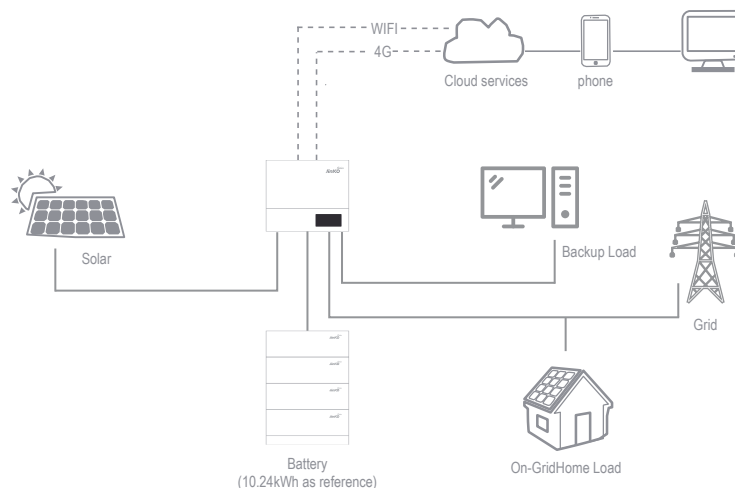 WIFI
4G
Cloud services
phone
Solar
Backup Load
Grid
Battery
(10.24kWh as reference)
On-GridHome Load